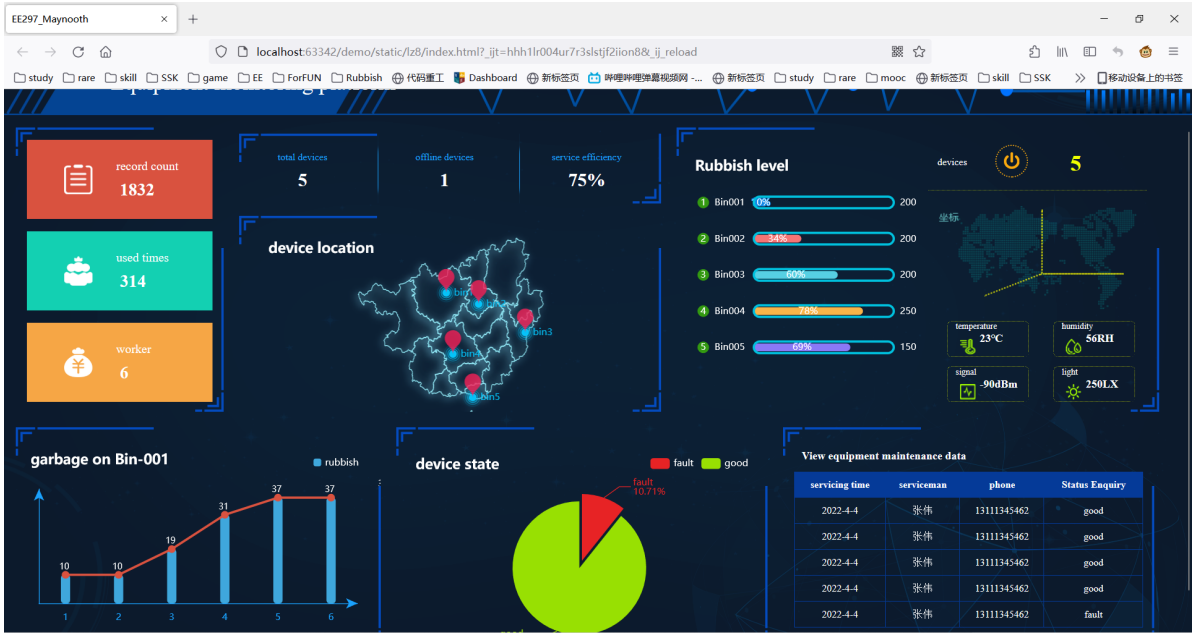 EE297_Maynooth
localhost:63342/demo/static/lz8/index.html?_ijt=hhh1lr004ur7r3slstjf2iion8&_ij_reload
study rare skill SSK game EE ForFUN Rubbish 代码重工 Dashboard 新标签页 哔哩哔哩弹幕视频网 -... 新标签页 study rare mooc 新标签页 skill SSK 移动设备上的书签
record count
1832
used times
314
worker
6
total devices offline devices service efficiency
5 1 75%
device location
bin1
bin3
bin4
bin5
Rubbish level
1 Bin001 0% 200
2 Bin002 34% 200
3 Bin003 60% 200
4 Bin004 78% 250
5 Bin005 69% 150
devices 5
坐标
temperature
23℃
humidity
56RH
signal
-90dBm
light
250LX
garbage on Bin-001
rubbish
10 10 19 31 37 37
1 2 3 4 5 6
device state
fault good
fault
10.71%
View equipment maintenance data
servicing time serviceman phone Status Enquiry
2022-4-4 张伟 13111345462 good
2022-4-4 张伟 13111345462 good
2022-4-4 张伟 13111345462 good
2022-4-4 张伟 13111345462 good
2022-4-4 张伟 13111345462 fault